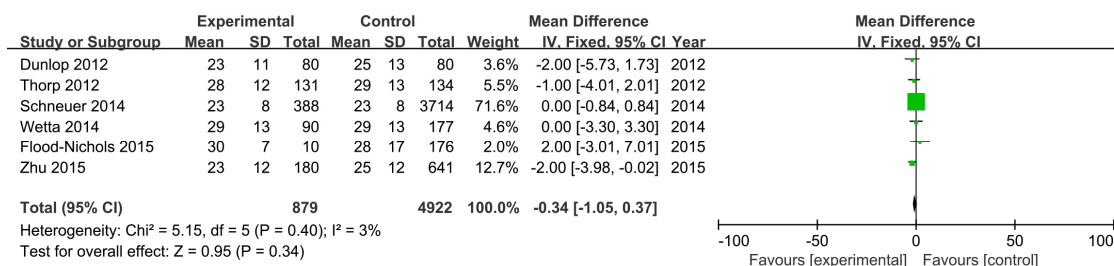 Experimental Control Mean Difference Mean Difference
Study or Subgroup Mean SD Total Mean SD Total Weight IV, Fixed, 95% CI Year IV, Fixed, 95% CI
Dunlop 2012 23 11 80 25 13 80 3.6% -2.00 [-5.73, 1.73] 2012
Thorp 2012 28 12 131 29 13 134 5.5% -1.00 [-4.01, 2.01] 2012
Schneuer 2014 23 8 388 23 8 3714 71.6% 0.00 [-0.84, 0.84] 2014
Wetta 2014 29 13 90 29 13 177 4.6% 0.00 [-3.30, 3.30] 2014
Flood-Nichols 2015 30 7 10 28 17 176 2.0% 2.00 [-3.01, 7.01] 2015
Zhu 2015 23 12 180 25 12 641 12.7% -2.00 [-3.98, -0.02] 2015
Total (95% CI) 879 4922 100.0% -0.34 [-1.05, 0.37]
Heterogeneity: Chi² = 5.15, df = 5 (P = 0.40); I² = 3%
Test for overall effect: Z = 0.95 (P = 0.34)
-100 -50 0 50 100
Favours [experimental] Favours [control]